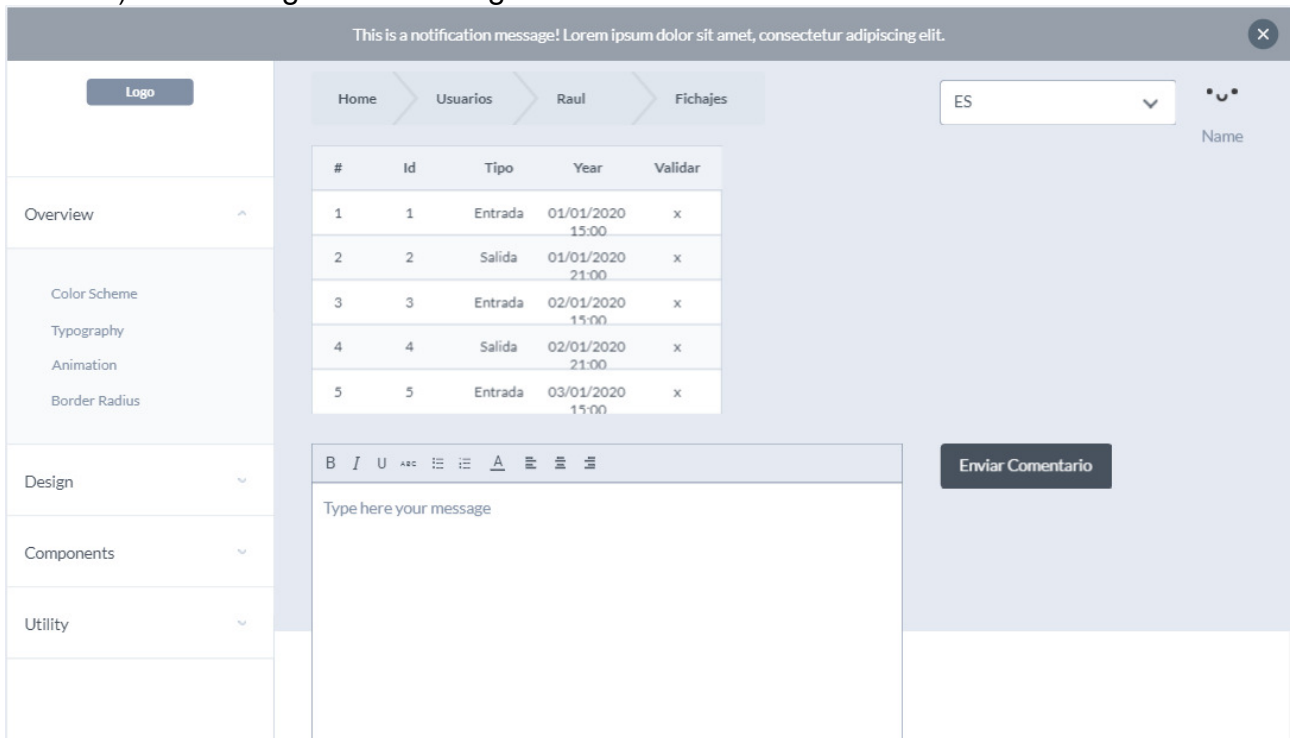 This is a notification message! Lorem ipsum dolor sit amet, consectetur adipiscing elit.
Logo
Home Usuarios Raul Fichajes
ES
Name
# Id Tipo Year Validar
1 1 Entrada 01/01/2020 x
15:00
2 2 Salida 01/01/2020 x
21:00
3 3 Entrada 02/01/2020 x
15:00
4 4 Salida 02/01/2020 x
21:00
5 5 Entrada 03/01/2020 x
15:00
Overview
Color Scheme
Typography
Animation
Border Radius
Design
Components
Utility
B I U ABC A
Type here your message
Enviar Comentario